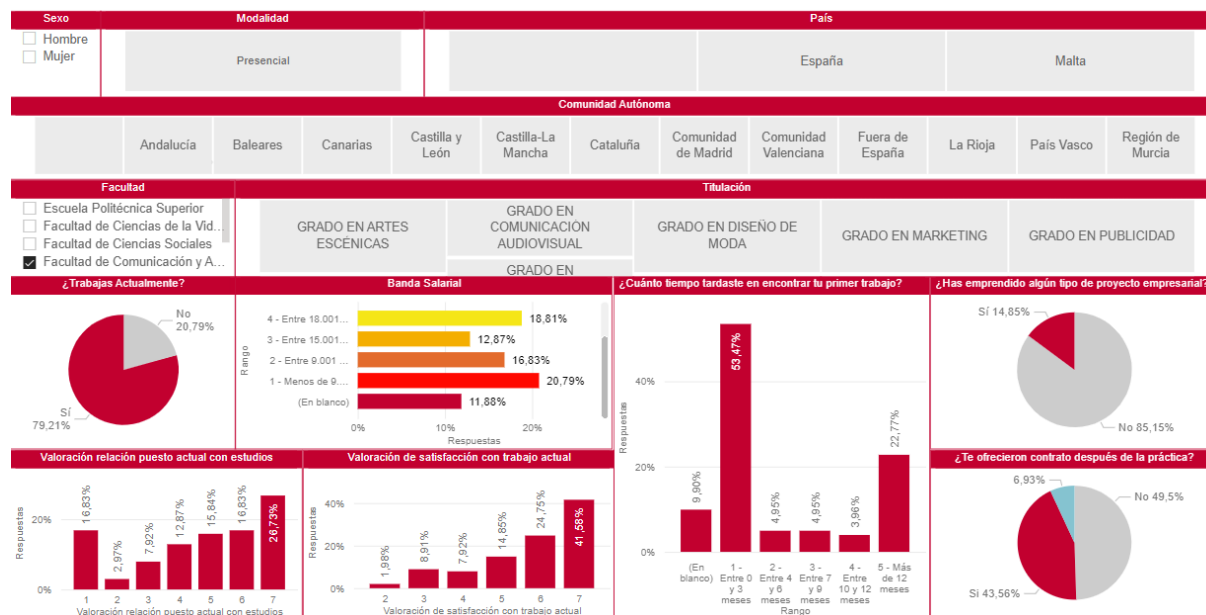 Sexo
Modalidad
País
Hombre
Mujer
Presencial
España
Malta
Comunidad Autónoma
Andalucía
Baleares
Canarias
Castilla y
León
Castilla-La
Mancha
Cataluña
Comunidad
de Madrid
Comunidad
Valenciana
Fuera de
España
La Rioja
País Vasco
Región de
Murcia
Facultad
Titulación
Escuela Politécnica Superior
Facultad de Ciencias de la Vid...
Facultad de Ciencias Sociales
Facultad de Comunicación y A...
GRADO EN ARTES
ESCÉNICAS
GRADO EN
COMUNICACIÓN
AUDIOVISUAL
GRADO EN
GRADO EN DISEÑO DE
MODA
GRADO EN MARKETING
GRADO EN PUBLICIDAD
¿Trabajas Actualmente?
No
20,79%
Sí
79,21%
Banda Salarial
Rango
4 - Entre 18.001...
18,81%
3 - Entre 15.001...
12,87%
2 - Entre 9.001 ...
16,83%
1 - Menos de 9....
20,79%
(En blanco)
11,88%
0%
10%
20%
Respuestas
¿Cuánto tiempo tardaste en encontrar tu primer trabajo?
Respuestas
40%
20%
0%
9,90%
53,47%
4,95%
4,95%
3,96%
22,77%
(En
blanco)
1 -
Entre 0
y 3
meses
2 -
Entre 4
y 6
meses
3 -
Entre 7
y 9
meses
4 -
Entre
10 y 12
meses
5 - Más
de 12
meses
Rango
¿Has emprendido algún tipo de proyecto empresarial?
Sí 14,85%
No 85,15%
Valoración relación puesto actual con estudios
Respuestas
20%
0%
16,83%
2,97%
7,92%
12,87%
15,84%
16,83%
26,73%
1
2
3
4
5
6
7
Valoración relación puesto actual con estudios
Valoración de satisfacción con trabajo actual
Respuestas
40%
20%
0%
1,98%
8,91%
7,92%
14,85%
24,75%
41,58%
2
3
4
5
6
7
Valoración de satisfacción con trabajo actual
¿Te ofrecieron contrato después de la práctica?
6,93%
No 49,5%
Si 43,56%